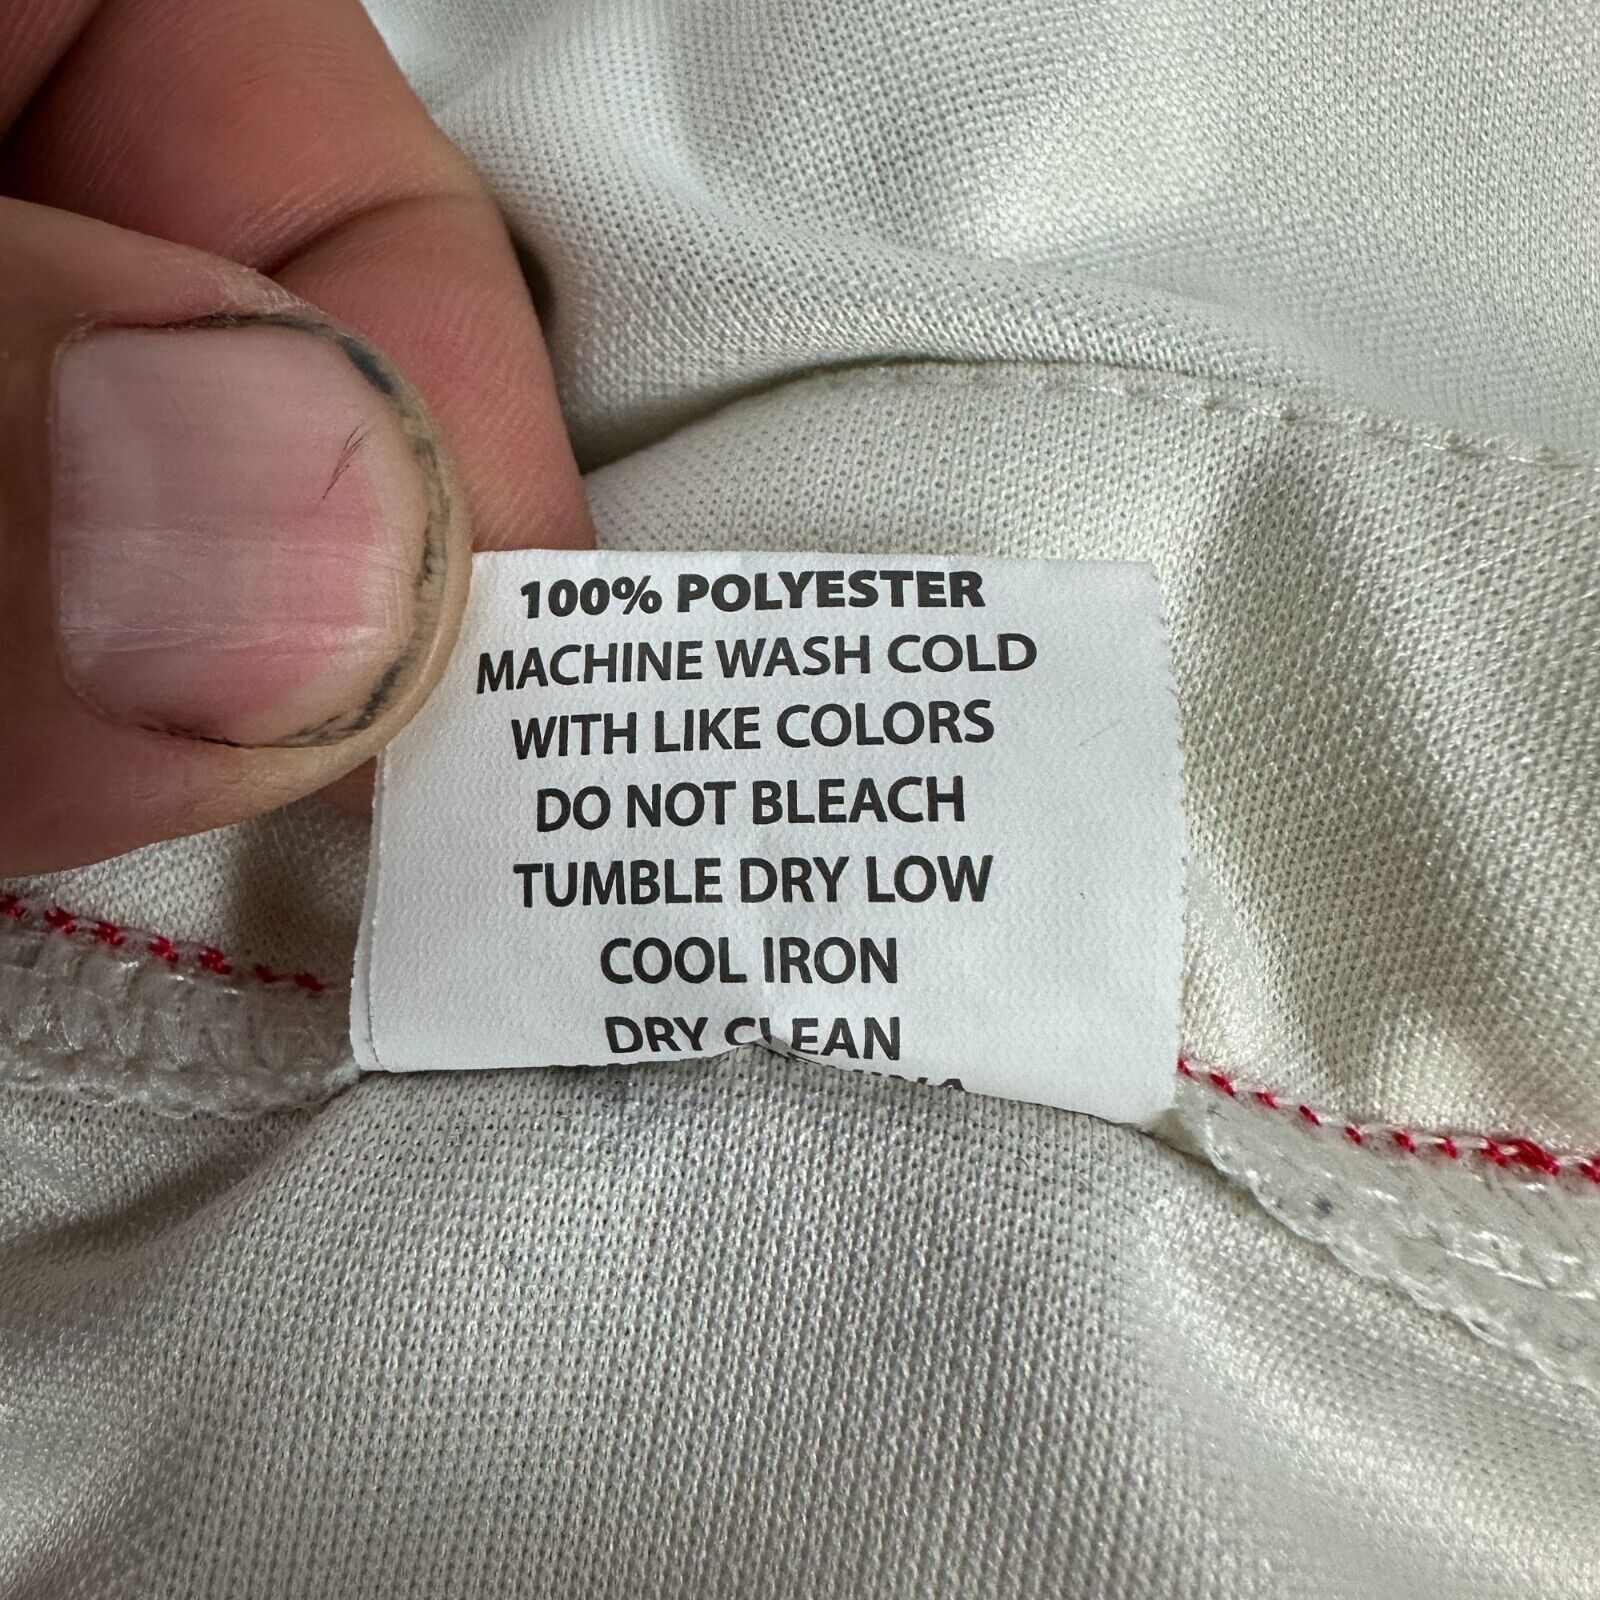 100% POLYESTER
MACHINE WASH COLD
WITH LIKE COLORS
DO NOT BLEACH
TUMBLE DRY LOW
COOL IRON
DRY CLEAN